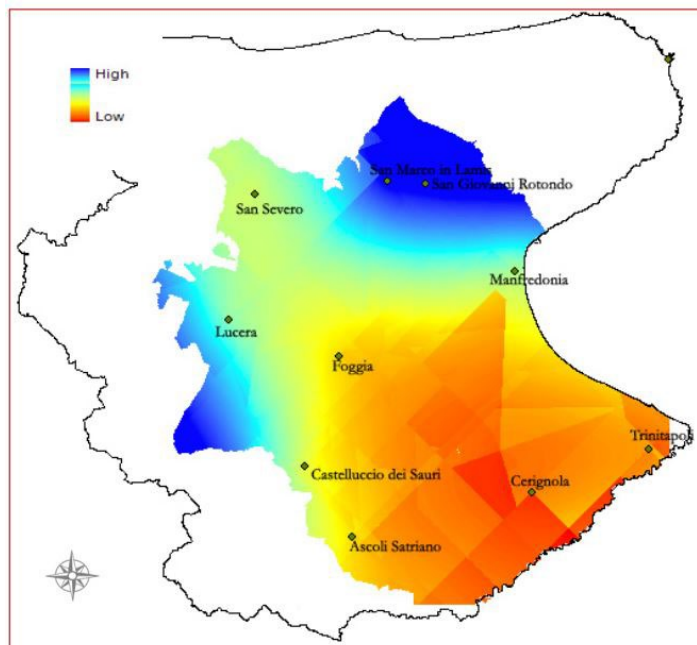 High
Low
San Marco in Lamis
San Giovanni Rotondo
San Severo
Manfredonia
Lucera
Foggia
Trinitapoli
Castelluccio dei Sauri
Cerignola
Ascoli Satriano